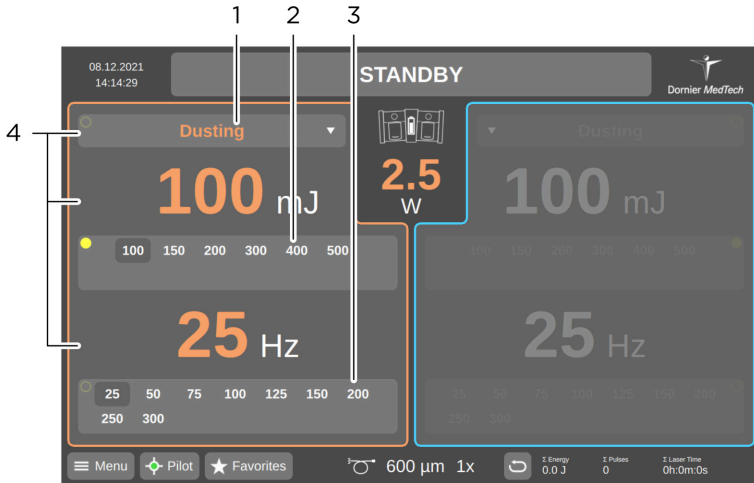 1 2 3
08.12.2021
14:14:29
STANDBY
Dornier MedTech
4
Dusting
100 mJ
2.5
W
100 150 200 300 400 500
25 Hz
25 50 75 100 125 150 200
250 300
Dusting
100 mJ
100 150 200 300 400 500
25 Hz
25 50 75 100 125 150 200
250 300
Menu Pilot Favorites 600 µm 1x
Σ Energy
0.0 J
Σ Pulses
0
Σ Laser Time
0h:0m:0s